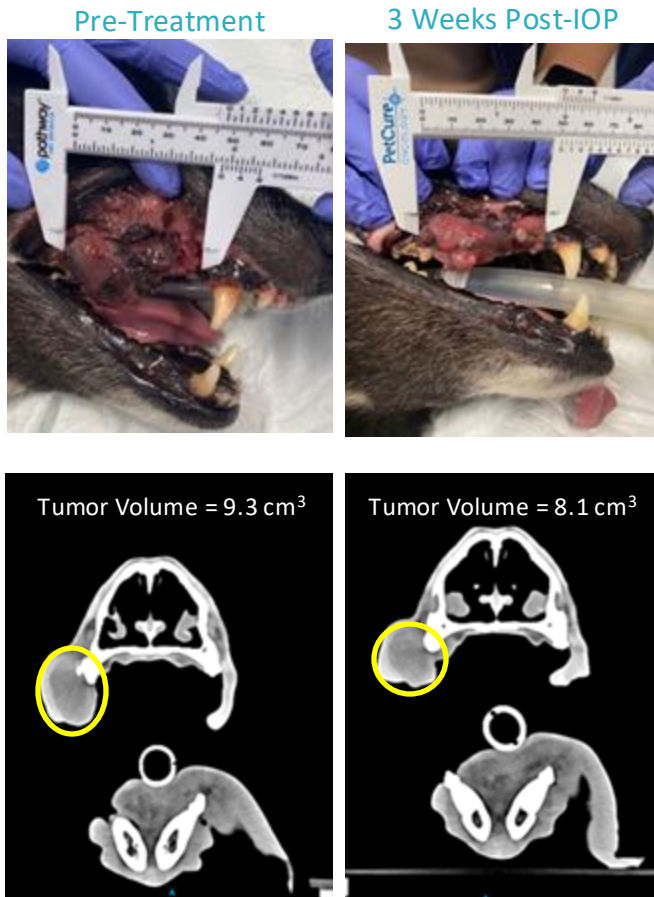 Pre-Treatment
3 Weeks Post-IOP
pathway
PetCure
Tumor Volume = 9.3 cm³
Tumor Volume = 8.1 cm³